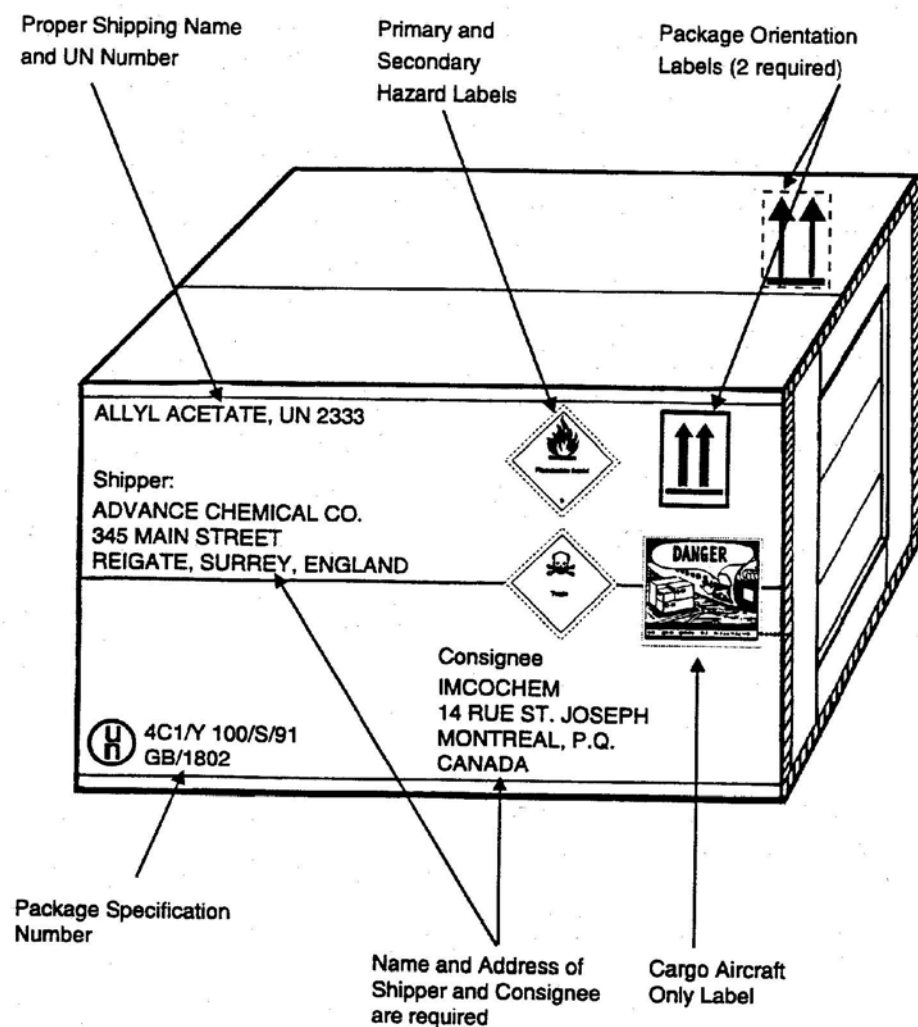 Proper Shipping Name
and UN Number
Primary and
Secondary
Hazard Labels
Package Orientation
Labels (2 required)
ALLYL ACETATE, UN 2333
Shipper:
ADVANCE CHEMICAL CO.
345 MAIN STREET
REIGATE, SURREY, ENGLAND
DANGER
Consignee
IMCOCHEM
14 RUE ST. JOSEPH
MONTREAL, P.Q.
CANADA
un
4C1/Y 100/S/91
GB/1802
Package Specification
Number
Name and Address of
Shipper and Consignee
are required
Cargo Aircraft
Only Label